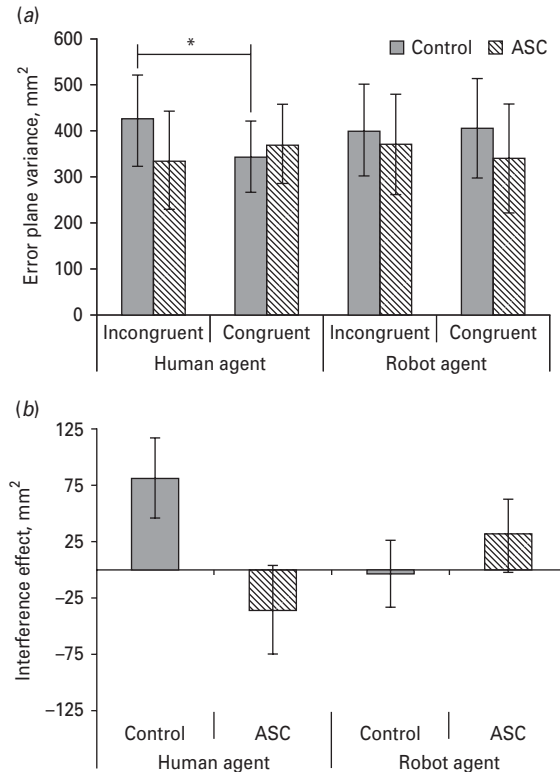 (a)
600
500
400
300
200
100
0
Error plane variance, mm²
*
Control ASC
Incongruent Congruent Incongruent Congruent
Human agent Robot agent
(b)
125
75
25
−25
−75
−125
Interference effect, mm²
Control ASC Control ASC
Human agent Robot agent